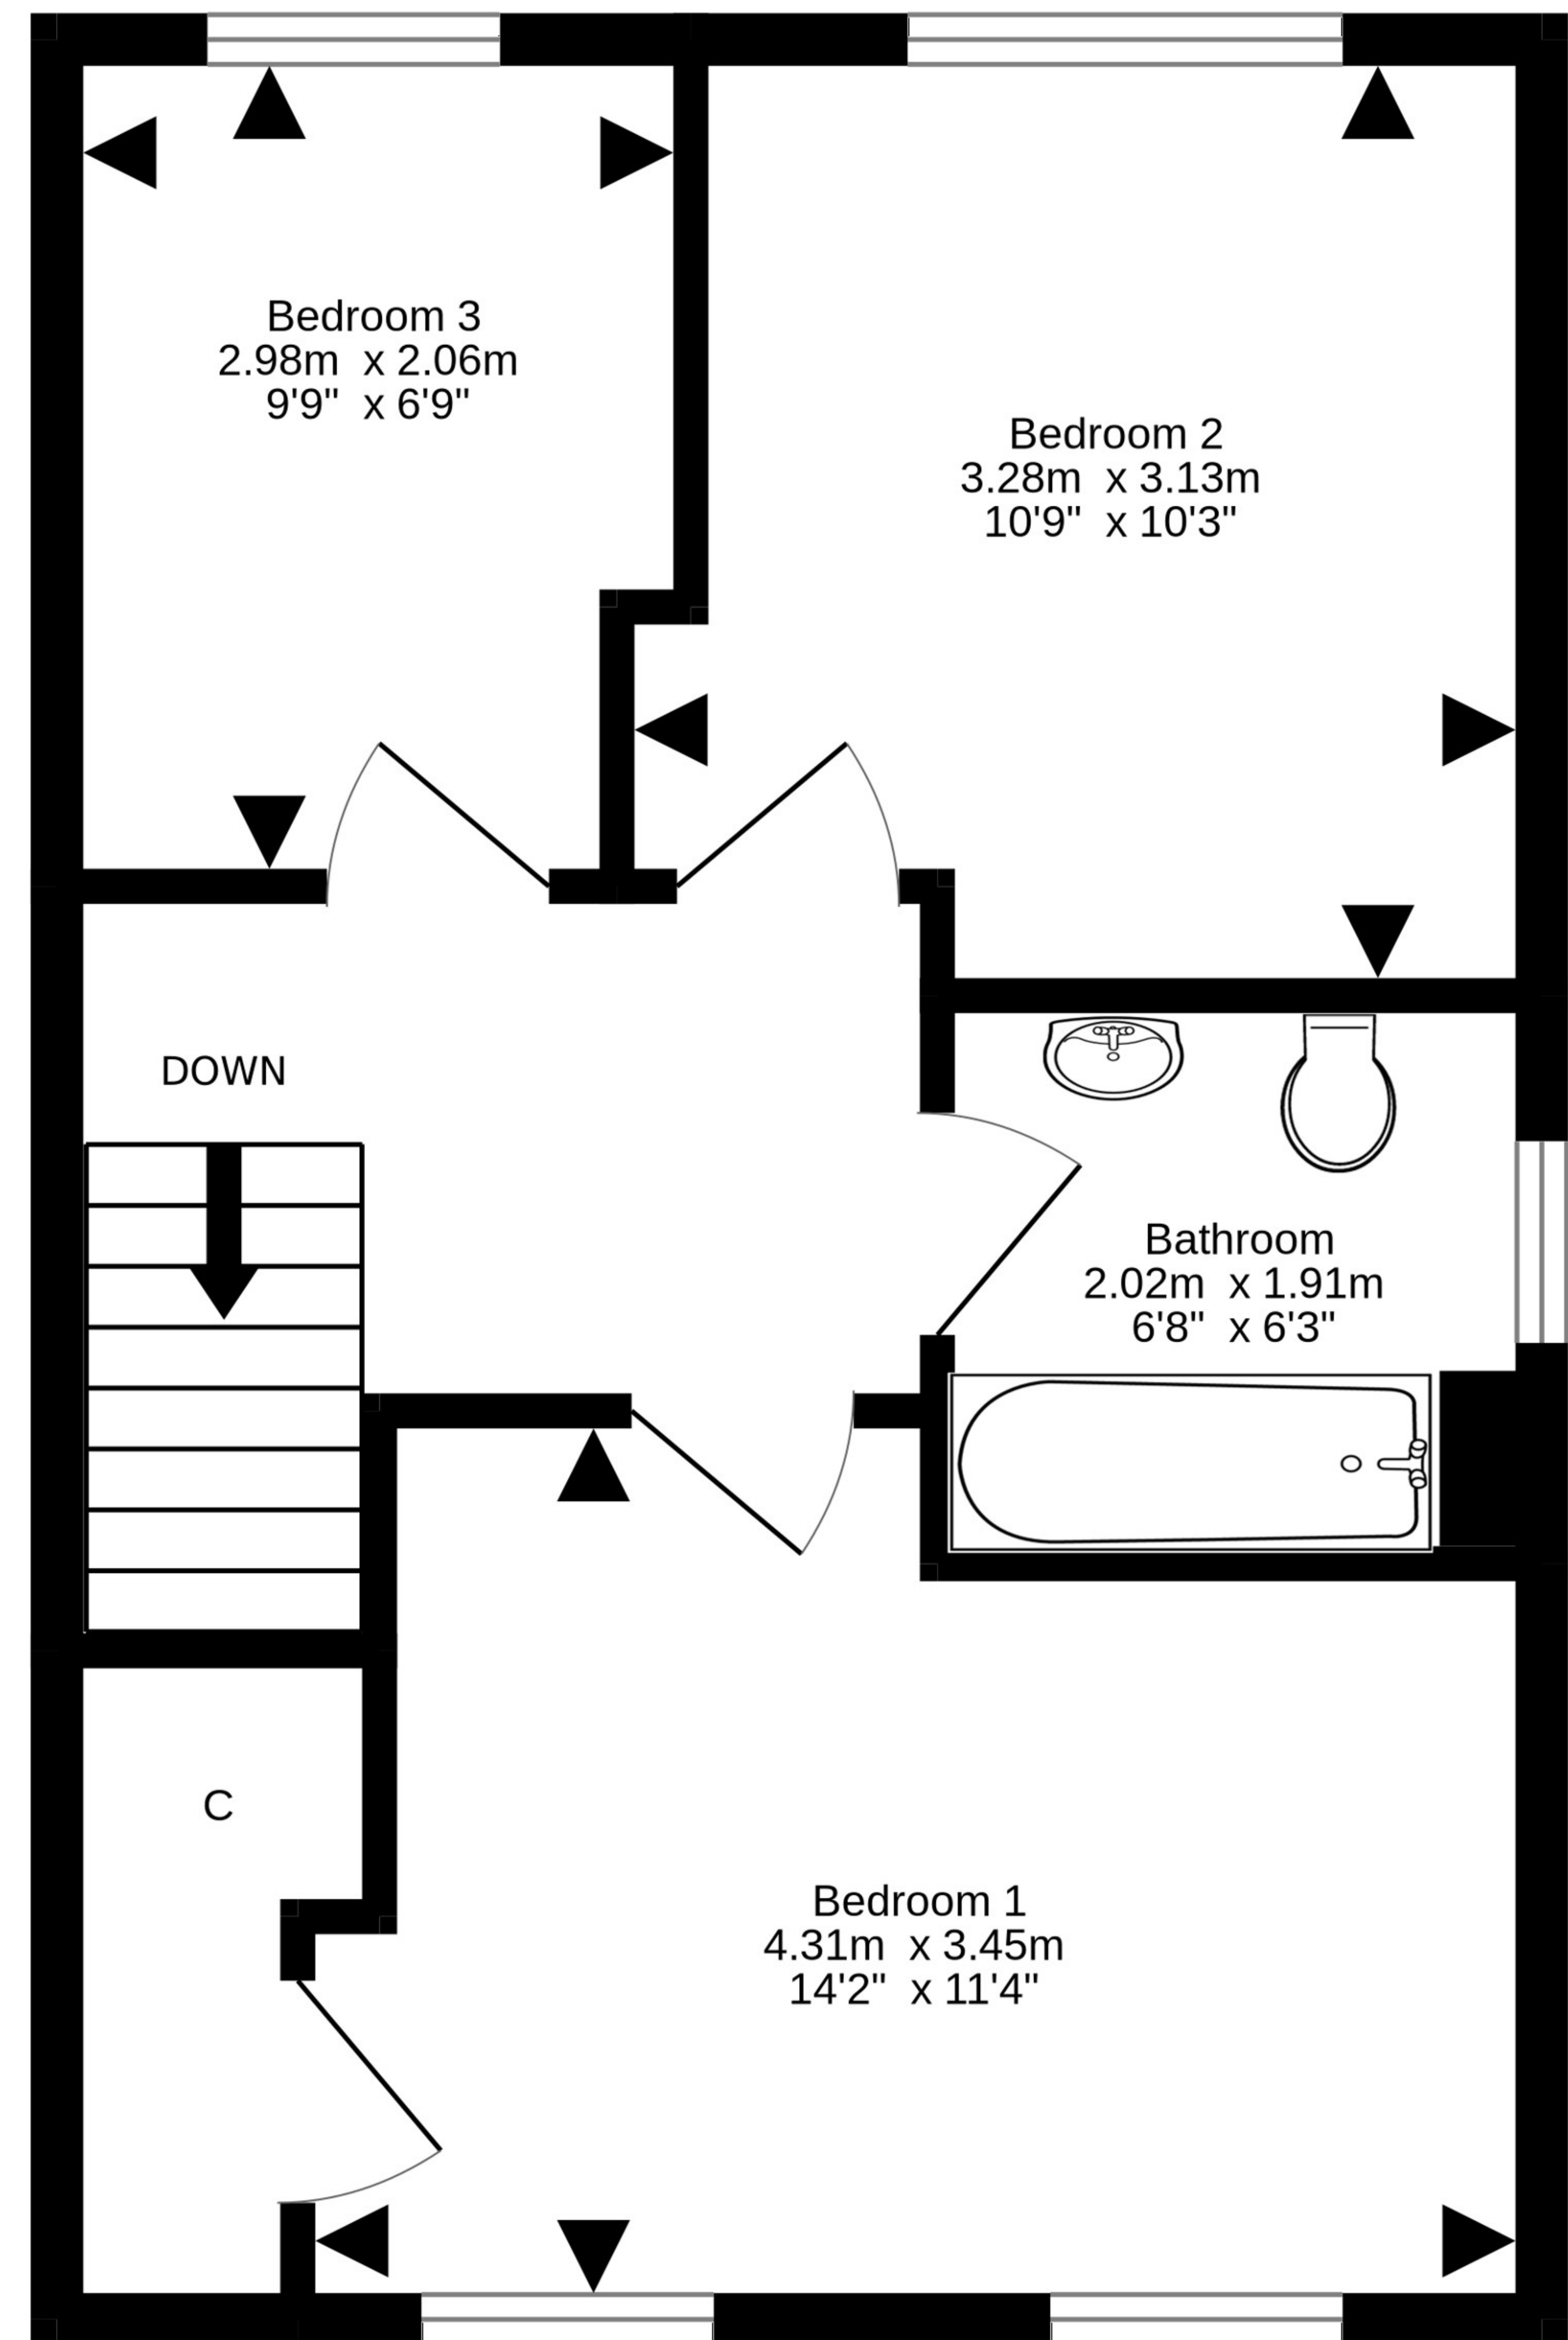 Bedroom 3
2.98m x 2.06m
9'9" x 6'9"
Bedroom 2
3.28m x 3.13m
10'9" x 10'3"
DOWN
Bathroom
2.02m x 1.91m
6'8" x 6'3"
C
Bedroom 1
4.31m x 3.45m
14'2" x 11'4"